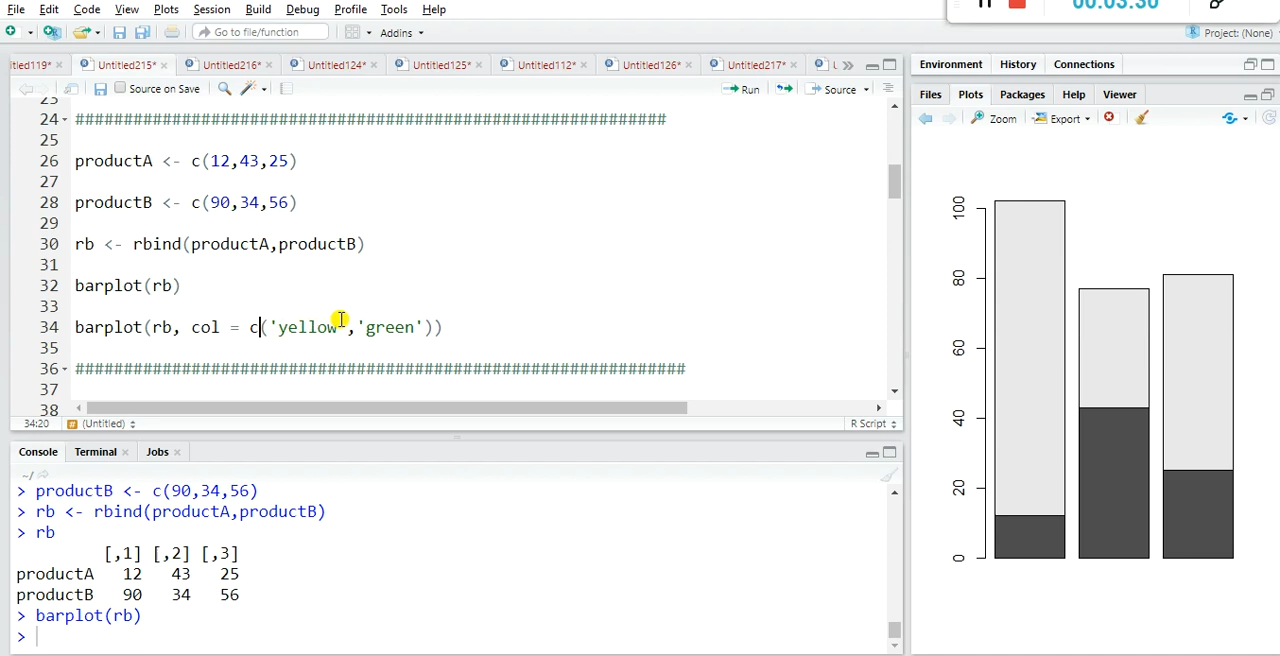 File Edit Code View Plots Session Build Debug Profile Tools Help
00:03:30
Go to file/function Addins Project: (None)
ntitled119* Untitled215* Untitled216* Untitled124* Untitled125* Untitled112* Untitled126* Untitled217*
Source on Save Run Source
23
24 #############################################################
25
26 productA <- c(12,43,25)
27
28 productB <- c(90,34,56)
29
30 rb <- rbind(productA,productB)
31
32 barplot(rb)
33
34 barplot(rb, col = c('yellow','green'))
35
36 ###############################################################
37
38
34:20 (Untitled) R Script
Console Terminal Jobs
~/
> productB <- c(90,34,56)
> rb <- rbind(productA,productB)
> rb
[,1] [,2] [,3]
productA 12 43 25
productB 90 34 56
> barplot(rb)
>
Environment History Connections
Files Plots Packages Help Viewer
Zoom Export
100
80
60
40
20
0